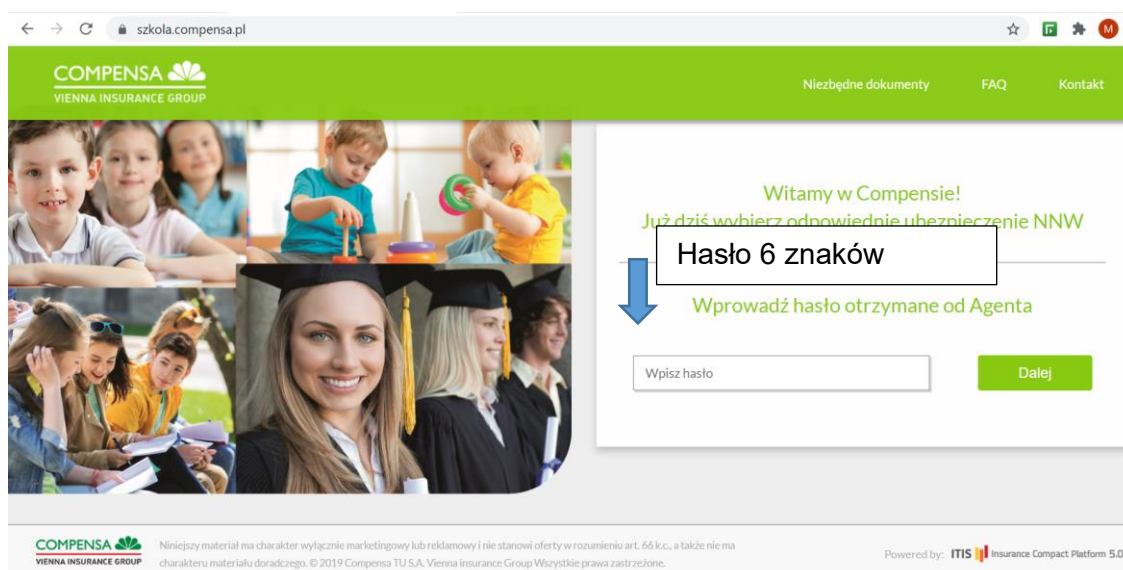 szkola.compensa.pl
M
COMPENSA
VIENNA INSURANCE GROUP
Niezbędne dokumenty FAQ Kontakt
Witamy w Compensie!
Już dziś wybierz odpowiednie ubezpieczenie NNW
Hasło 6 znaków
Wprowadź hasło otrzymane od Agenta
Wpisz hasło
Dalej
COMPENSA
VIENNA INSURANCE GROUP
Niniejszy materiał ma charakter wyłącznie marketingowy lub reklamowy i nie stanowi oferty w rozumieniu art. 66 k.c., a także nie ma
charakteru materiału doradczego. © 2019 Compensa TU S.A. Vienna insurance Group Wszystkie prawa zastrzeżone.
Powered by: ITIS Insurance Compact Platform 5.0